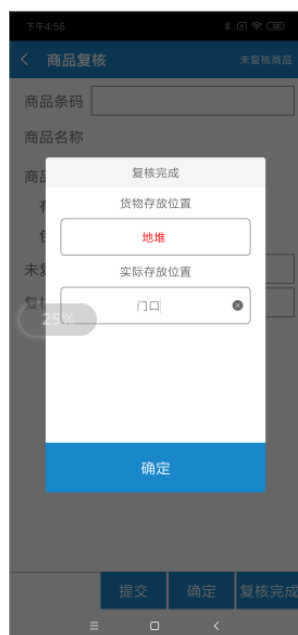 下午4:56
商品复核
未复核商品
商品条码
商品名称
复核完成
货物存放位置
地堆
实际存放位置
门口
25%
确定
提交 确定 复核完成